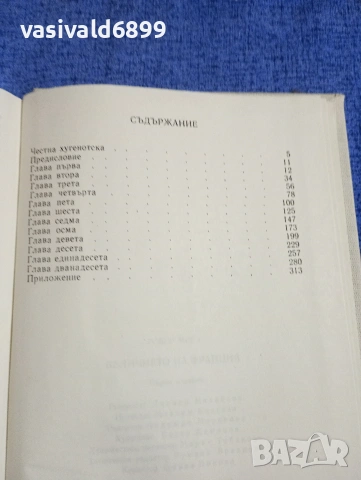 vasivald6899
СЪДЪРЖАНИЕ
Честна хугенотска . . . 5
Предисловие . . . 11
Глава първа . . . 12
Глава втора . . . 34
Глава трета . . . 56
Глава четвърта . . . 78
Глава пета . . . 100
Глава шеста . . . 125
Глава седма . . . 147
Глава осма . . . 173
Глава девета . . . 199
Глава десета . . . 229
Глава единадесета . . . 257
Глава дванадесета . . . 280
Приложение . . . 313
BAZAR